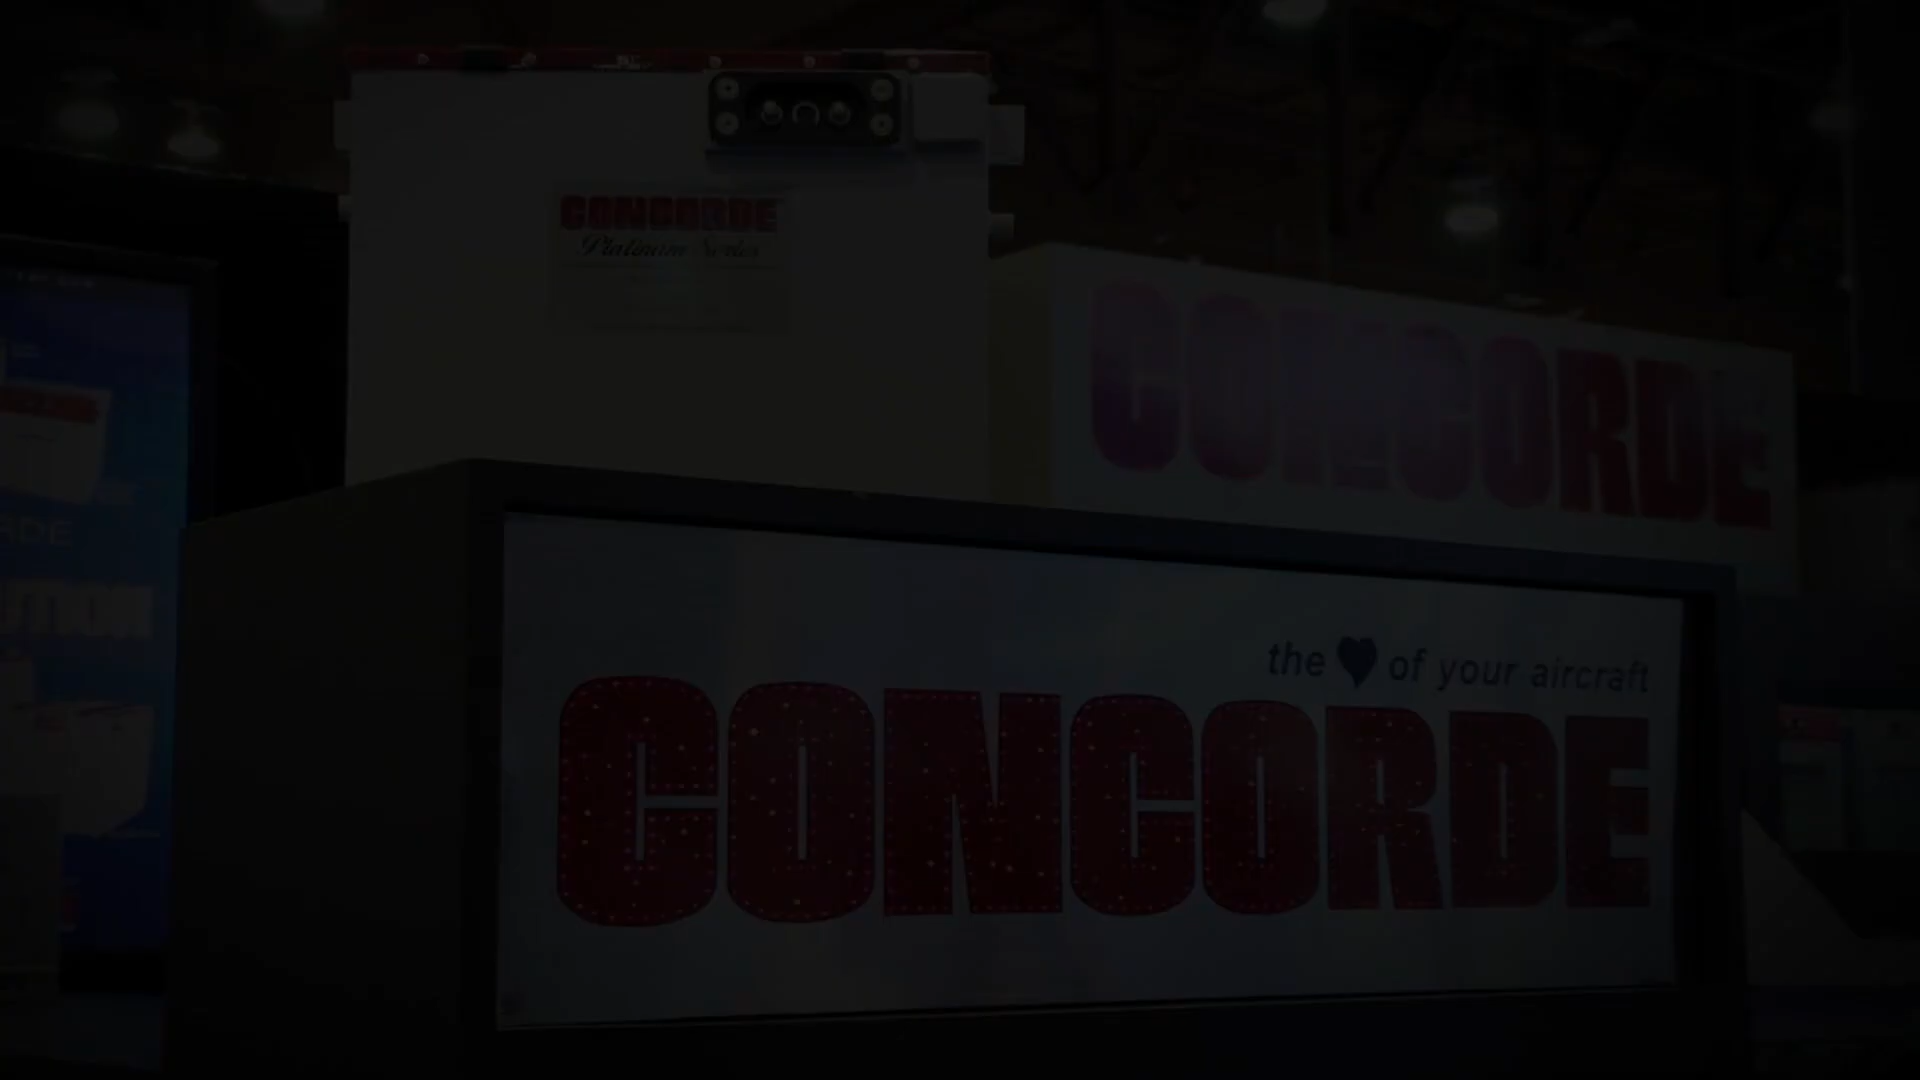 CONCORDE
Platinum Series
CONCORDE
the ♥ of your aircraft
CONCORDE